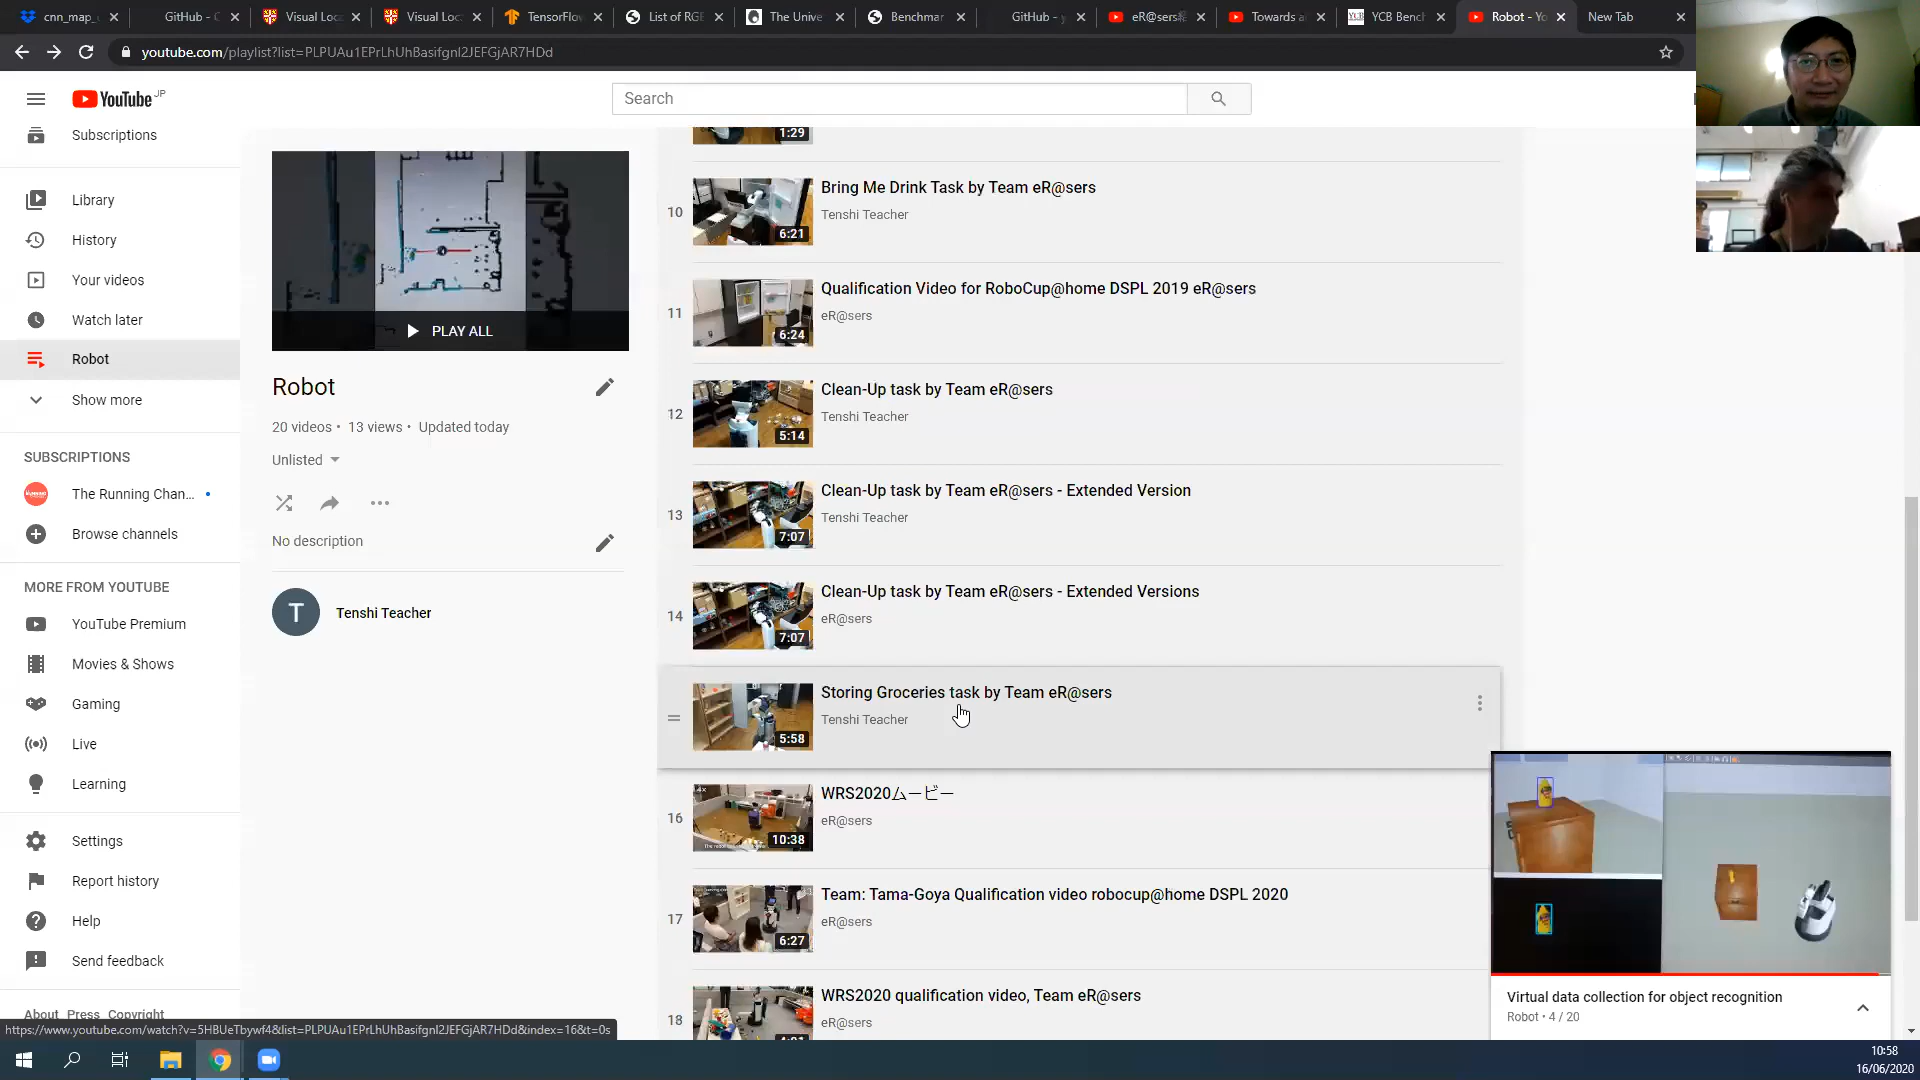 cnn_map_
GitHub - C
Visual Loc
Visual Loc
TensorFlow
List of RGB
The Unive
Benchmar
GitHub - y
eR@sers
Towards a
YCB Benc
Robot - Yo
New Tab
youtube.com/playlist?list=PLPUAu1EPrLhUhBasifgnI2JEFGjAR7HDd
YouTube JP
Search
Subscriptions
Library
History
Your videos
Watch later
Robot
Show more
SUBSCRIPTIONS
The Running Chan...
Browse channels
MORE FROM YOUTUBE
YouTube Premium
Movies & Shows
Gaming
Live
Learning
Settings
Report history
Help
Send feedback
About Press Copyright
https://www.youtube.com/watch?v=5HBUeTbywf4&list=PLPUAu1EPrLhUhBasifgnI2JEFGjAR7HDd&index=16&t=0s
PLAY ALL
Robot
20 videos • 13 views • Updated today
Unlisted
No description
T
Tenshi Teacher
1:29
10
6:21
Bring Me Drink Task by Team eR@sers
Tenshi Teacher
11
6:24
Qualification Video for RoboCup@home DSPL 2019 eR@sers
eR@sers
12
5:14
Clean-Up task by Team eR@sers
Tenshi Teacher
13
7:07
Clean-Up task by Team eR@sers - Extended Version
Tenshi Teacher
14
7:07
Clean-Up task by Team eR@sers - Extended Versions
eR@sers
5:58
Storing Groceries task by Team eR@sers
Tenshi Teacher
16
10:38
WRS2020ムービー
eR@sers
17
6:27
Team: Tama-Goya Qualification video robocup@home DSPL 2020
eR@sers
18
WRS2020 qualification video, Team eR@sers
eR@sers
Virtual data collection for object recognition
Robot • 4 / 20
10:58
16/06/2020